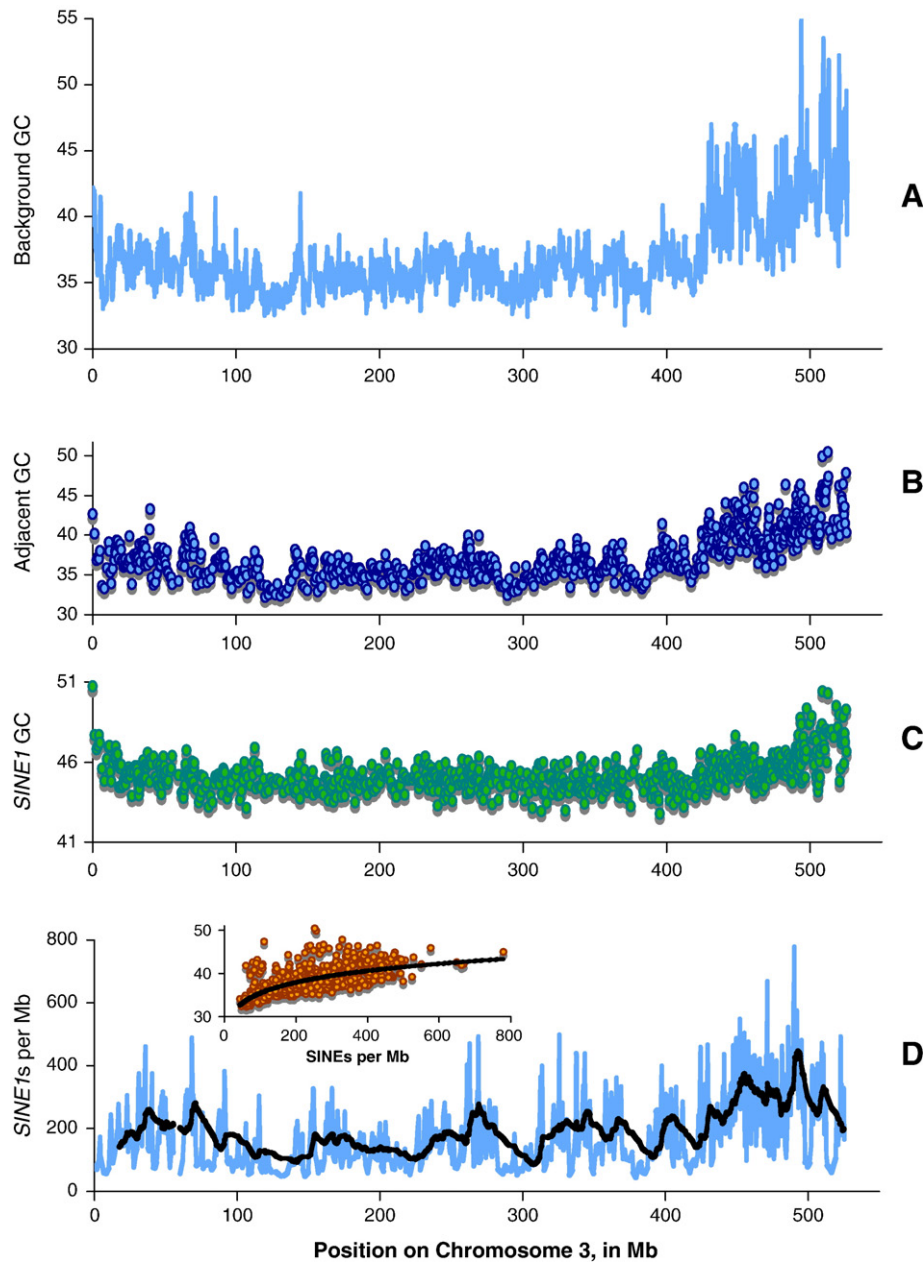 55
50
45
40
35
30
Background GC
0 100 200 300 400 500
A
50
45
40
35
30
Adjacent GC
0 100 200 300 400 500
B
51
46
41
SINE1 GC
0 100 200 300 400 500
C
800
600
400
200
0
SINE1s per Mb
50
40
30
0 200 400 600 800
SINEs per Mb
D
0 100 200 300 400 500
Position on Chromosome 3, in Mb